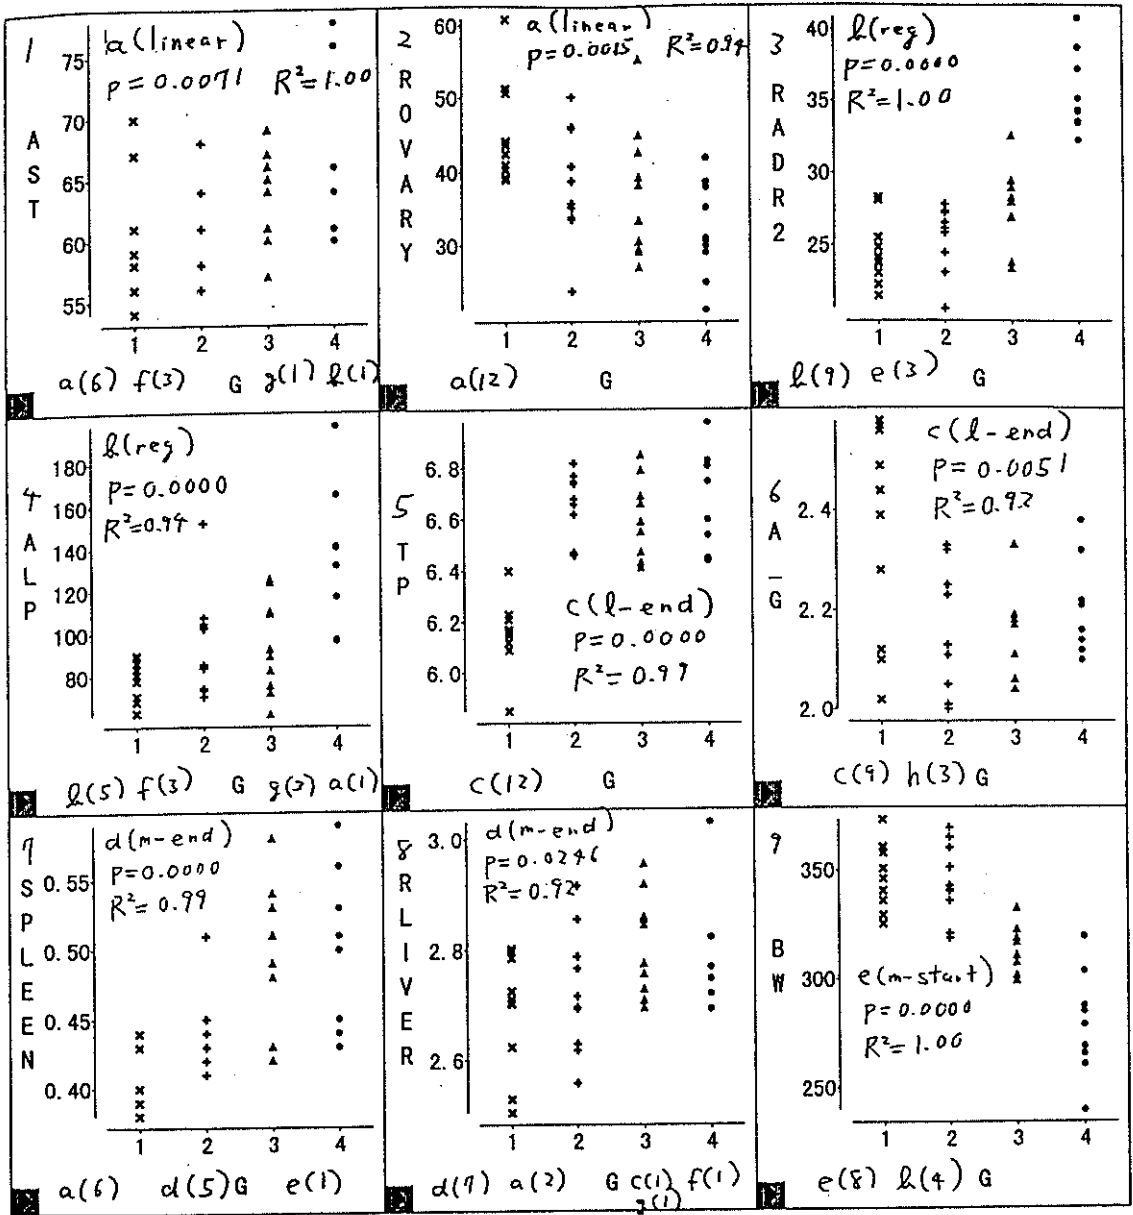 1 AST
a(linear)
P=0.0071 R²=1.00
75
70
65
60
55
1 2 3 4
a(6) f(3) G g(1) b(1)
2 ROVARY
a(linear)
P=0.0015 R²=0.94
60
50
40
30
1 2 3 4
a(12) G
3 RADR2
b(reg)
P=0.0000
R²=1.00
40
35
30
25
1 2 3 4
b(9) e(3) G
4 ALP
b(reg)
P=0.0000
R²=0.94
180
160
140
120
100
80
1 2 3 4
b(5) f(3) G g(3) a(1)
5 TP
6.8
6.6
6.4
6.2
6.0
c(l-end)
P=0.0000
R²=0.99
1 2 3 4
c(12) G
6 A_G
c(l-end)
P=0.0051
R²=0.92
2.4
2.2
2.0
1 2 3 4
c(9) h(3) G
7 SPLEEN
d(m-end)
P=0.0000
R²=0.99
0.55
0.50
0.45
0.40
1 2 3 4
a(6) d(5) G e(1)
8 RLIVER
d(m-end)
P=0.0246
R²=0.92
3.0
2.8
2.6
1 2 3 4
d(7) a(2) G c(1) f(1)
g(1)
9 BW
350
300
250
e(m-start)
P=0.0000
R²=1.00
1 2 3 4
e(8) b(4) G